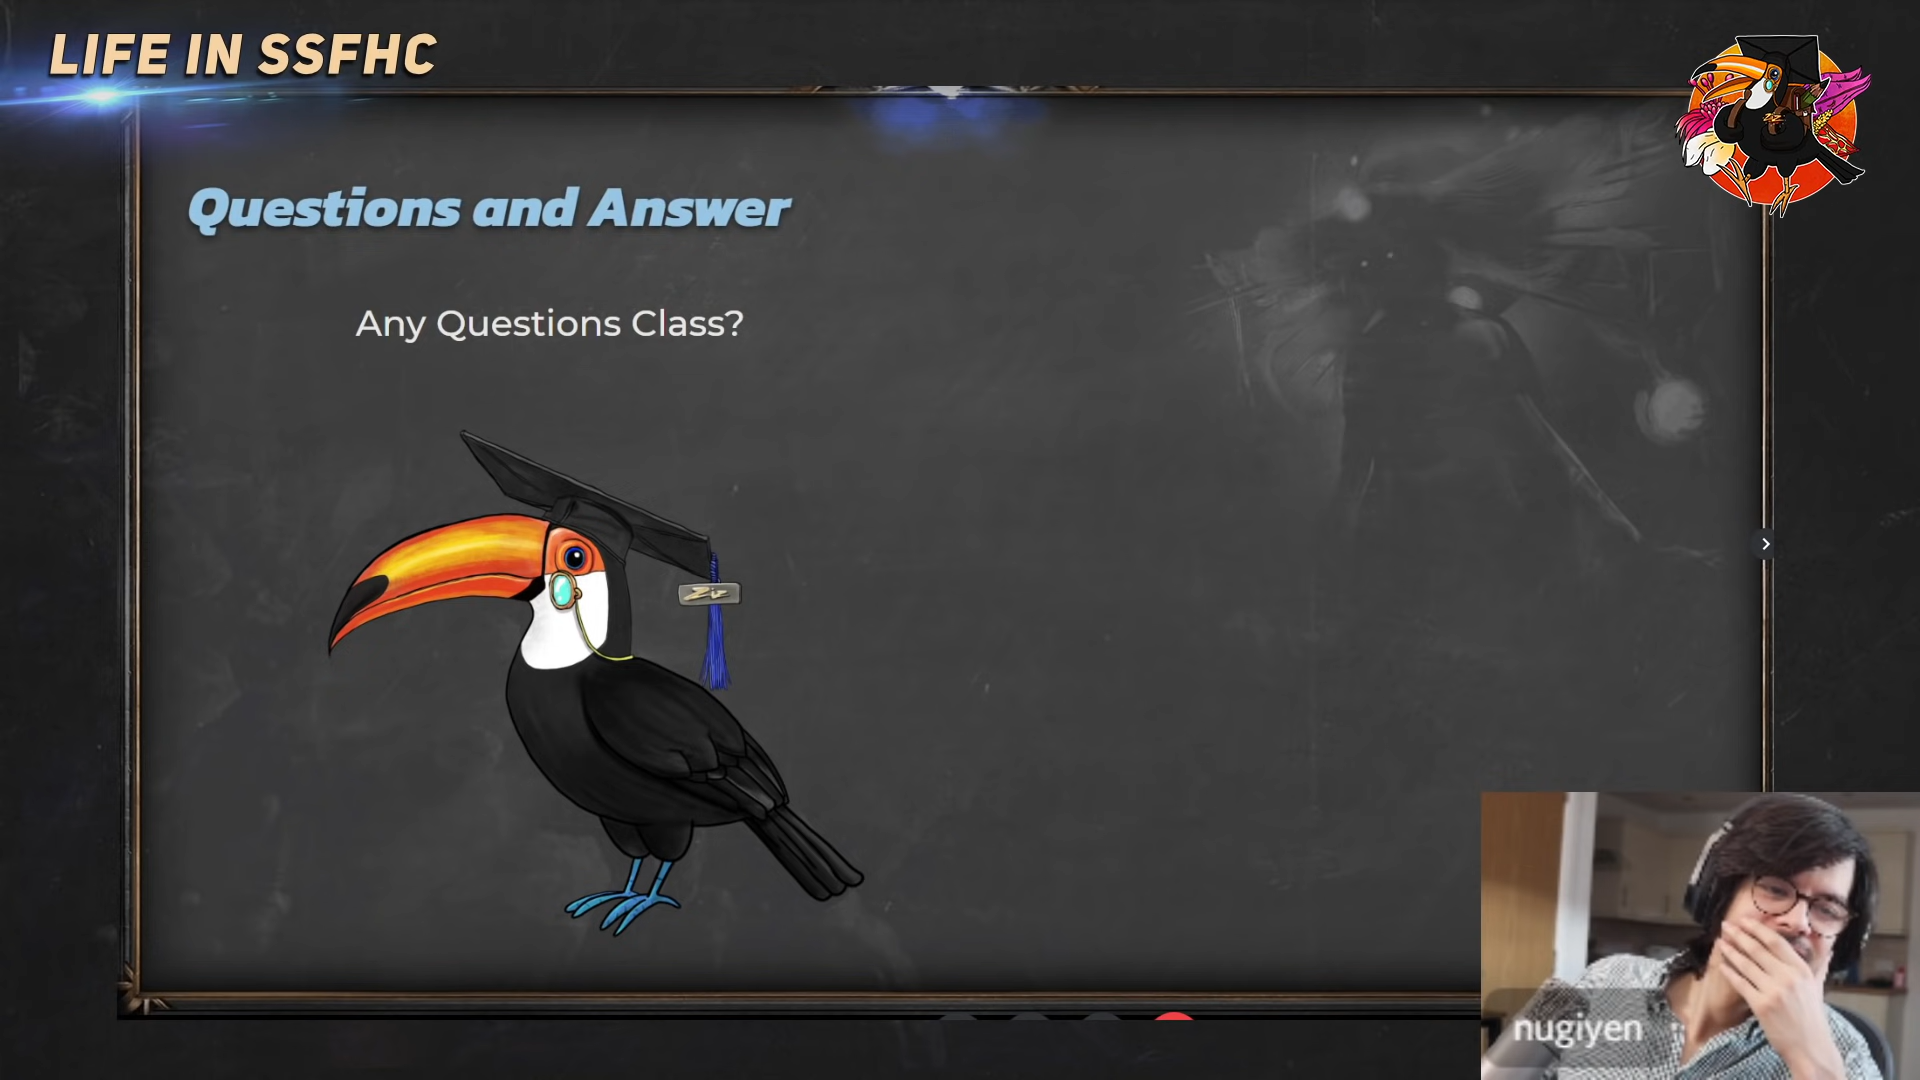 LIFE IN SSFHC
Questions and Answer
Any Questions Class?
nugiyen